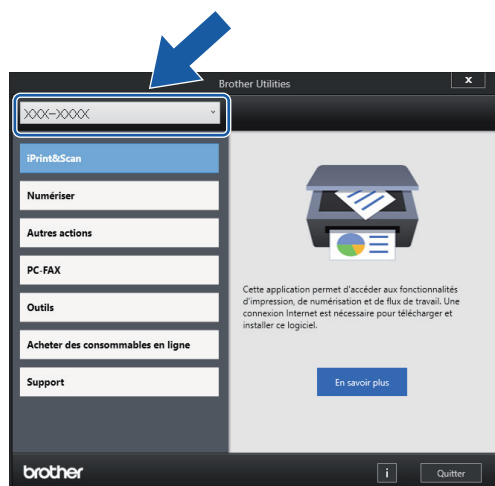 Brother Utilities
x
XXX-XXXX
iPrint&Scan
Numériser
Autres actions
PC-FAX
Outils
Acheter des consommables en ligne
Support
Cette application permet d'accéder aux fonctionnalités
d'impression, de numérisation et de flux de travail. Une
connexion Internet est nécessaire pour télécharger et
installer ce logiciel.
En savoir plus
brother
i
Quitter